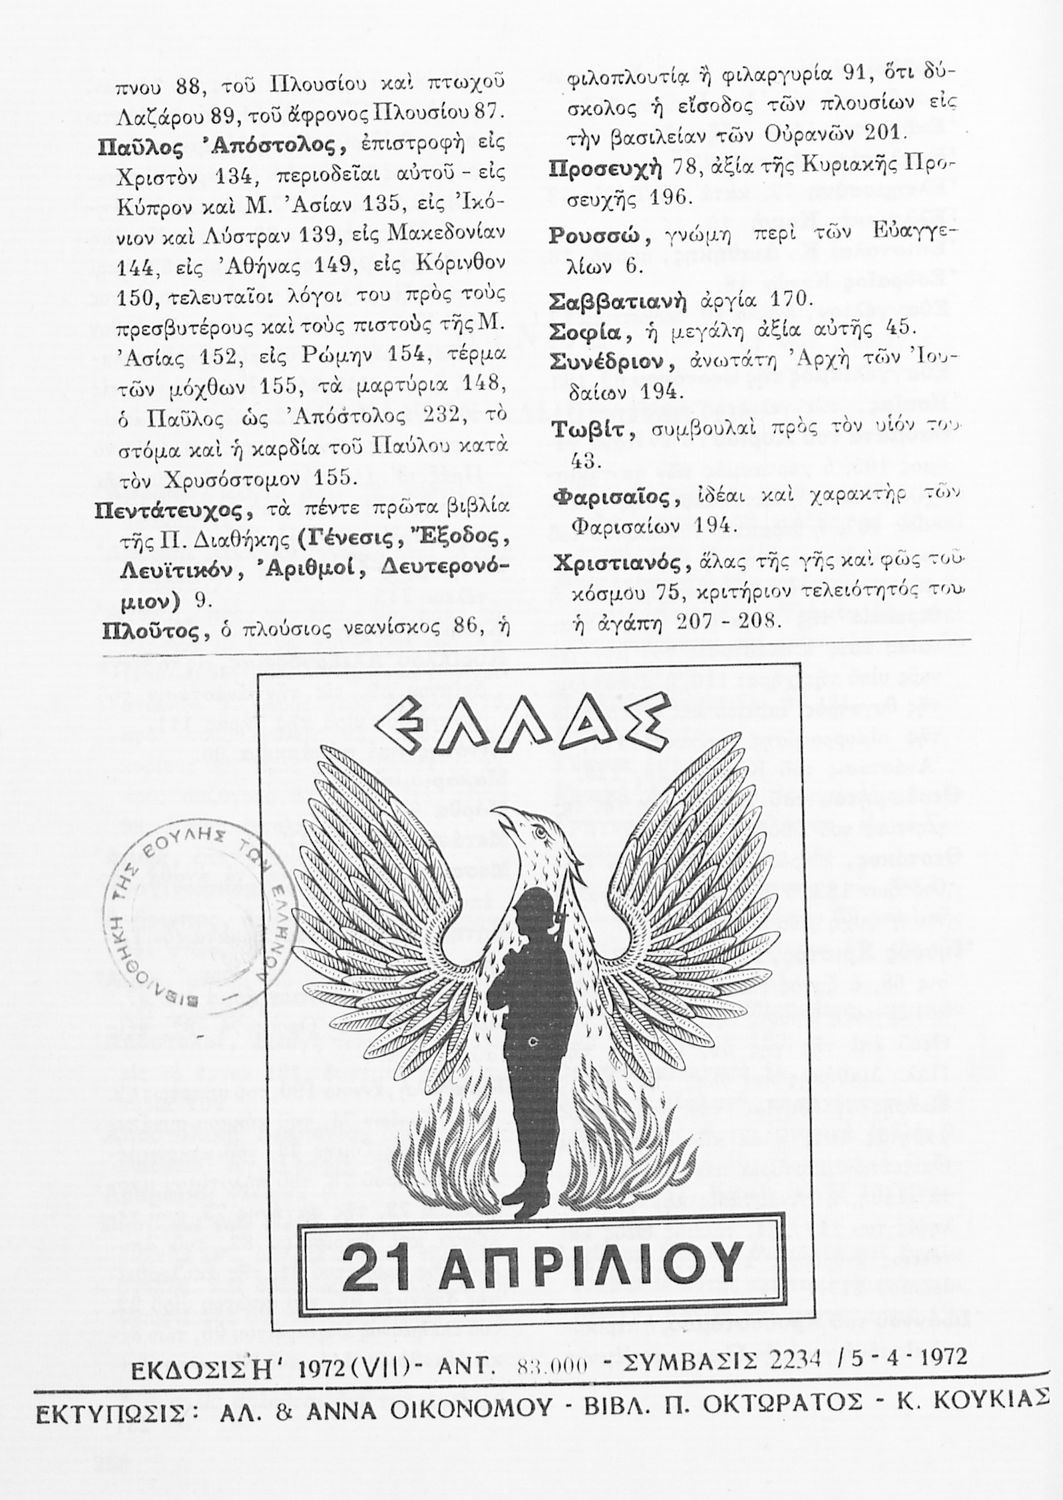 πνου 88, τοῦ Πλουσίου καὶ πτωχοῦ
Λαζάρου 89, τοῦ ἄφρονος Πλουσίου 87.
Παῦλος Ἀπόστολος, ἐπιστροφὴ εἰς
Χριστὸν 134, περιοδεῖαι αὐτοῦ - εἰς
Κύπρον καὶ Μ. Ἀσίαν 135, εἰς Ἰκό-
νιον καὶ Λύστραν 139, εἰς Μακεδονίαν
144, εἰς Ἀθήνας 149, εἰς Κόρινθον
150, τελευταῖοι λόγοι του πρὸς τοὺς
πρεσβυτέρους καὶ τοὺς πιστοὺς τῆς Μ.
Ἀσίας 152, εἰς Ρώμην 154, τέρμα
τῶν μόχθων 155, τὰ μαρτύρια 148,
ὁ Παῦλος ὡς Ἀπόστολος 232, τὸ
στόμα καὶ ἡ καρδία τοῦ Παύλου κατὰ
τὸν Χρυσόστομον 155.
Πεντάτευχος, τὰ πέντε πρῶτα βιβλία
τῆς Π. Διαθήκης (Γένεσις, Ἔξοδος,
Λευϊτικόν, Ἀριθμοί, Δευτερονό-
μιον) 9.
Πλοῦτος, ὁ πλούσιος νεανίσκος 86, ἡ
φιλοπλουτία ἢ φιλαργυρία 91, ὅτι δύ-
σκολος ἡ εἴσοδος τῶν πλουσίων εἰς
τὴν βασιλείαν τῶν Οὐρανῶν 201.
Προσευχὴ 78, ἀξία τῆς Κυριακῆς Προ-
σευχῆς 196.
Ρουσσώ, γνώμη περὶ τῶν Εὐαγγε-
λίων 6.
Σαββατιανὴ ἀργία 170.
Σοφία, ἡ μεγάλη ἀξία αὐτῆς 45.
Συνέδριον, ἀνωτάτη Ἀρχὴ τῶν Ἰου-
δαίων 194.
Τωβίτ, συμβουλαὶ πρὸς τὸν υἱόν του
43.
Φαρισαῖος, ἰδέαι καὶ χαρακτὴρ τῶν
Φαρισαίων 194.
Χριστιανός, ἅλας τῆς γῆς καὶ φῶς τοῦ
κόσμου 75, κριτήριον τελειότητός του
ἡ ἀγάπη 207 - 208.
ΕΛΛΑΣ
ΒΙΒΛΙΟΘΗΚΗ ΤΗΣ ΒΟΥΛΗΣ ΤΩΝ ΕΛΛΗΝΩΝ
21 ΑΠΡΙΛΙΟΥ
ΕΚΔΟΣΙΣ Η' 1972 (VII) - ΑΝΤ. 83.000 - ΣΥΜΒΑΣΙΣ 2234 / 5 - 4 - 1972
ΕΚΤΥΠΩΣΙΣ : ΑΛ. & ΑΝΝΑ ΟΙΚΟΝΟΜΟΥ - ΒΙΒΛ. Π. ΟΚΤΩΡΑΤΟΣ - Κ. ΚΟΥΚΙΑΣ